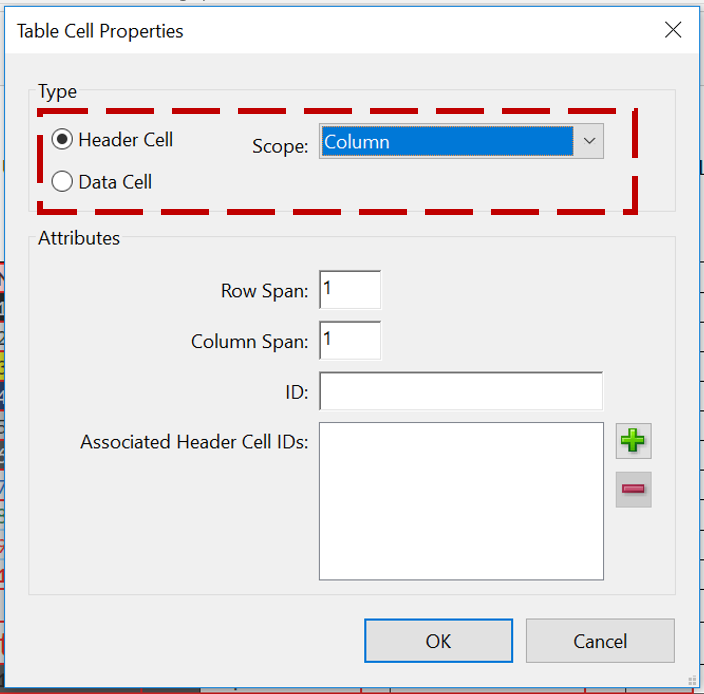 Table Cell Properties
Type
Header Cell
Scope: Column
Data Cell
Attributes
Row Span: 1
Column Span: 1
ID:
Associated Header Cell IDs:
OK Cancel